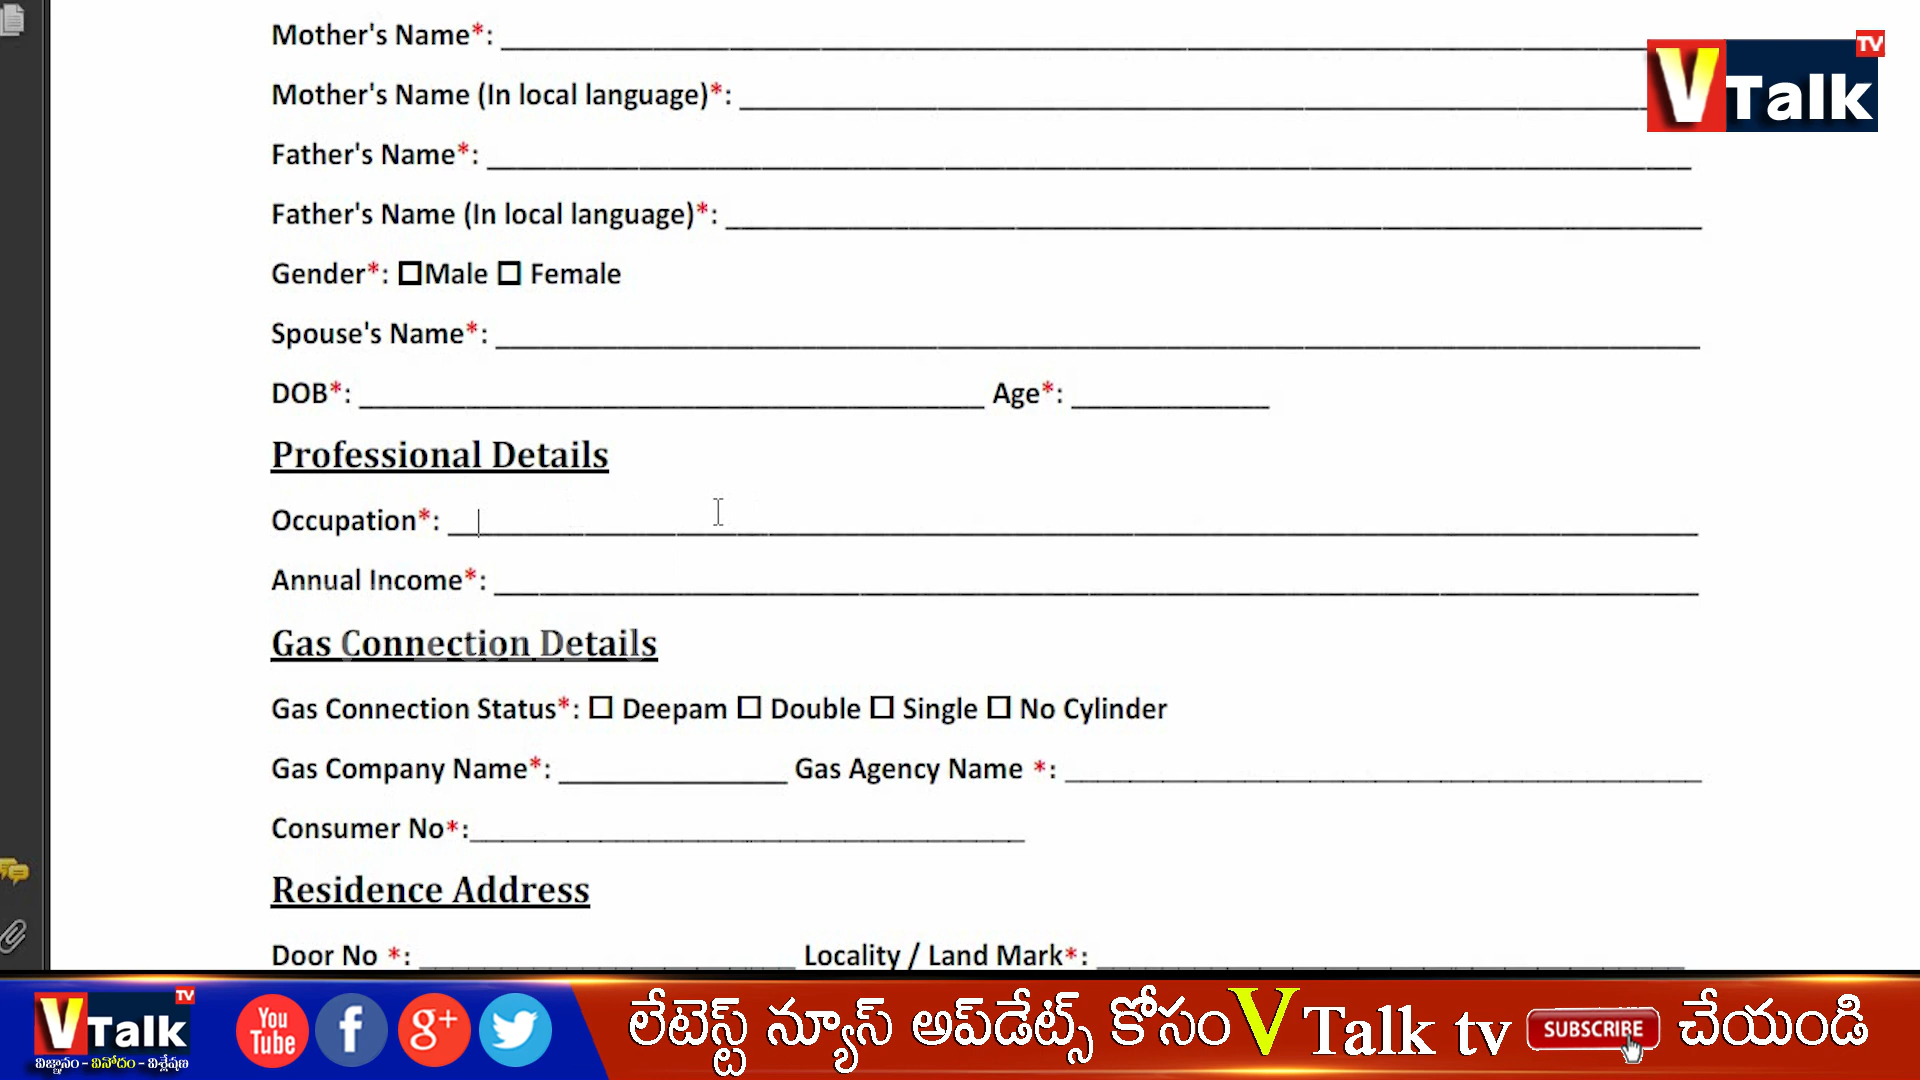 Mother's Name*:
Mother's Name (In local language)*:
Father's Name*:
Father's Name (In local language)*:
Gender*: Male Female
Spouse's Name*:
DOB*: Age*:
Professional Details
Occupation*:
Annual Income*:
Gas Connection Details
Gas Connection Status*: Deepam Double Single No Cylinder
Gas Company Name*: Gas Agency Name *:
Consumer No*:
Residence Address
Door No *: Locality / Land Mark*:
V Talk TV
V Talk TV
విజ్ఞానం - వినోదం - విశ్లేషణ
You Tube f g+
లేటెస్ట్ న్యూస్ అప్‌డేట్స్ కోసం V Talk tv SUBSCRIBE చేయండి